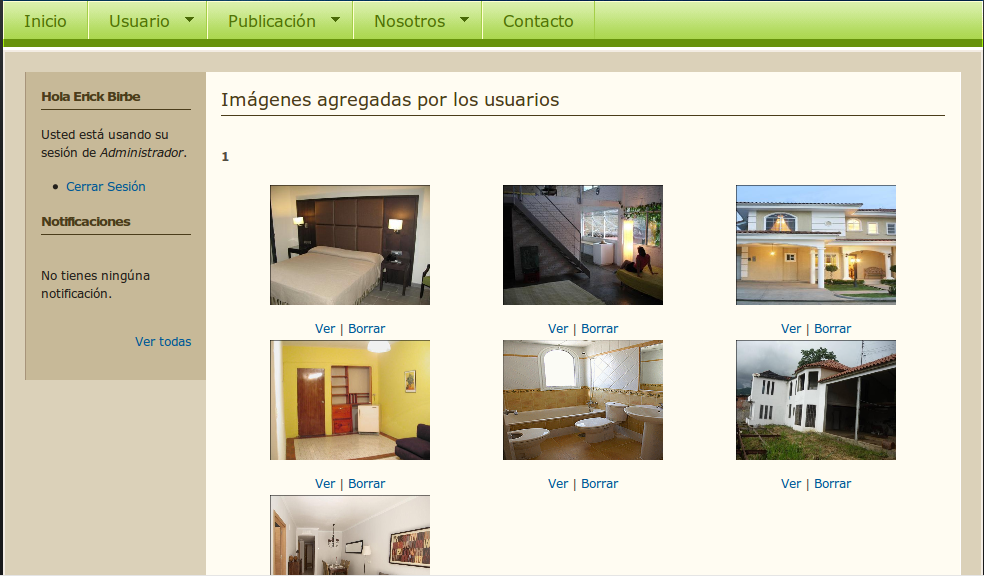 Inicio Usuario Publicación Nosotros Contacto
Hola Erick Birbe
Usted está usando su
sesión de Administrador.
Cerrar Sesión
Notificaciones
No tienes ningúna
notificación.
Ver todas
Imágenes agregadas por los usuarios
1
Ver | Borrar Ver | Borrar Ver | Borrar
Ver | Borrar Ver | Borrar Ver | Borrar